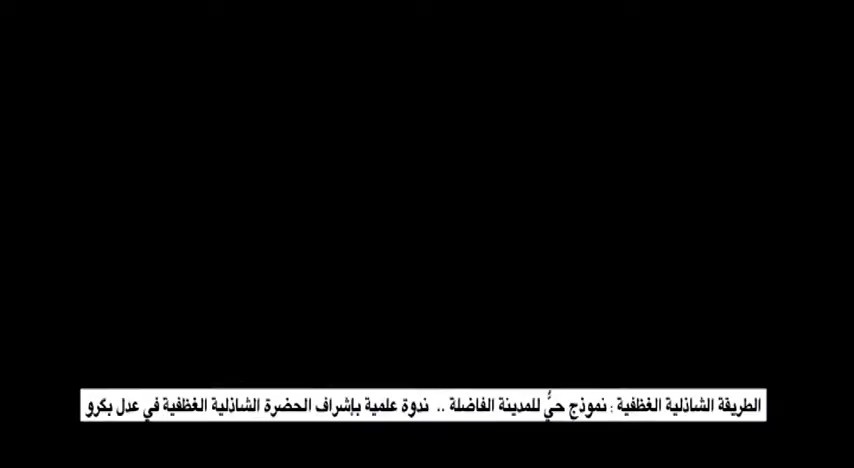 الطريقة الشاذلية الغظفية : نموذج حيُّ للمدينة الفاضلة .. ندوة علمية بإشراف الحضرة الشاذلية الغظفية في عدل بكرو